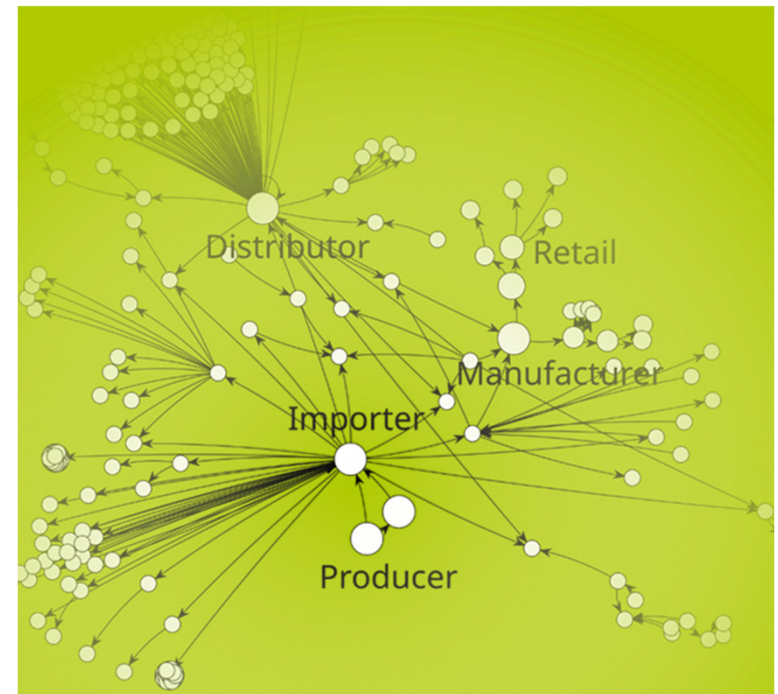 Distributor
Retail
Manufacturer
Importer
Producer